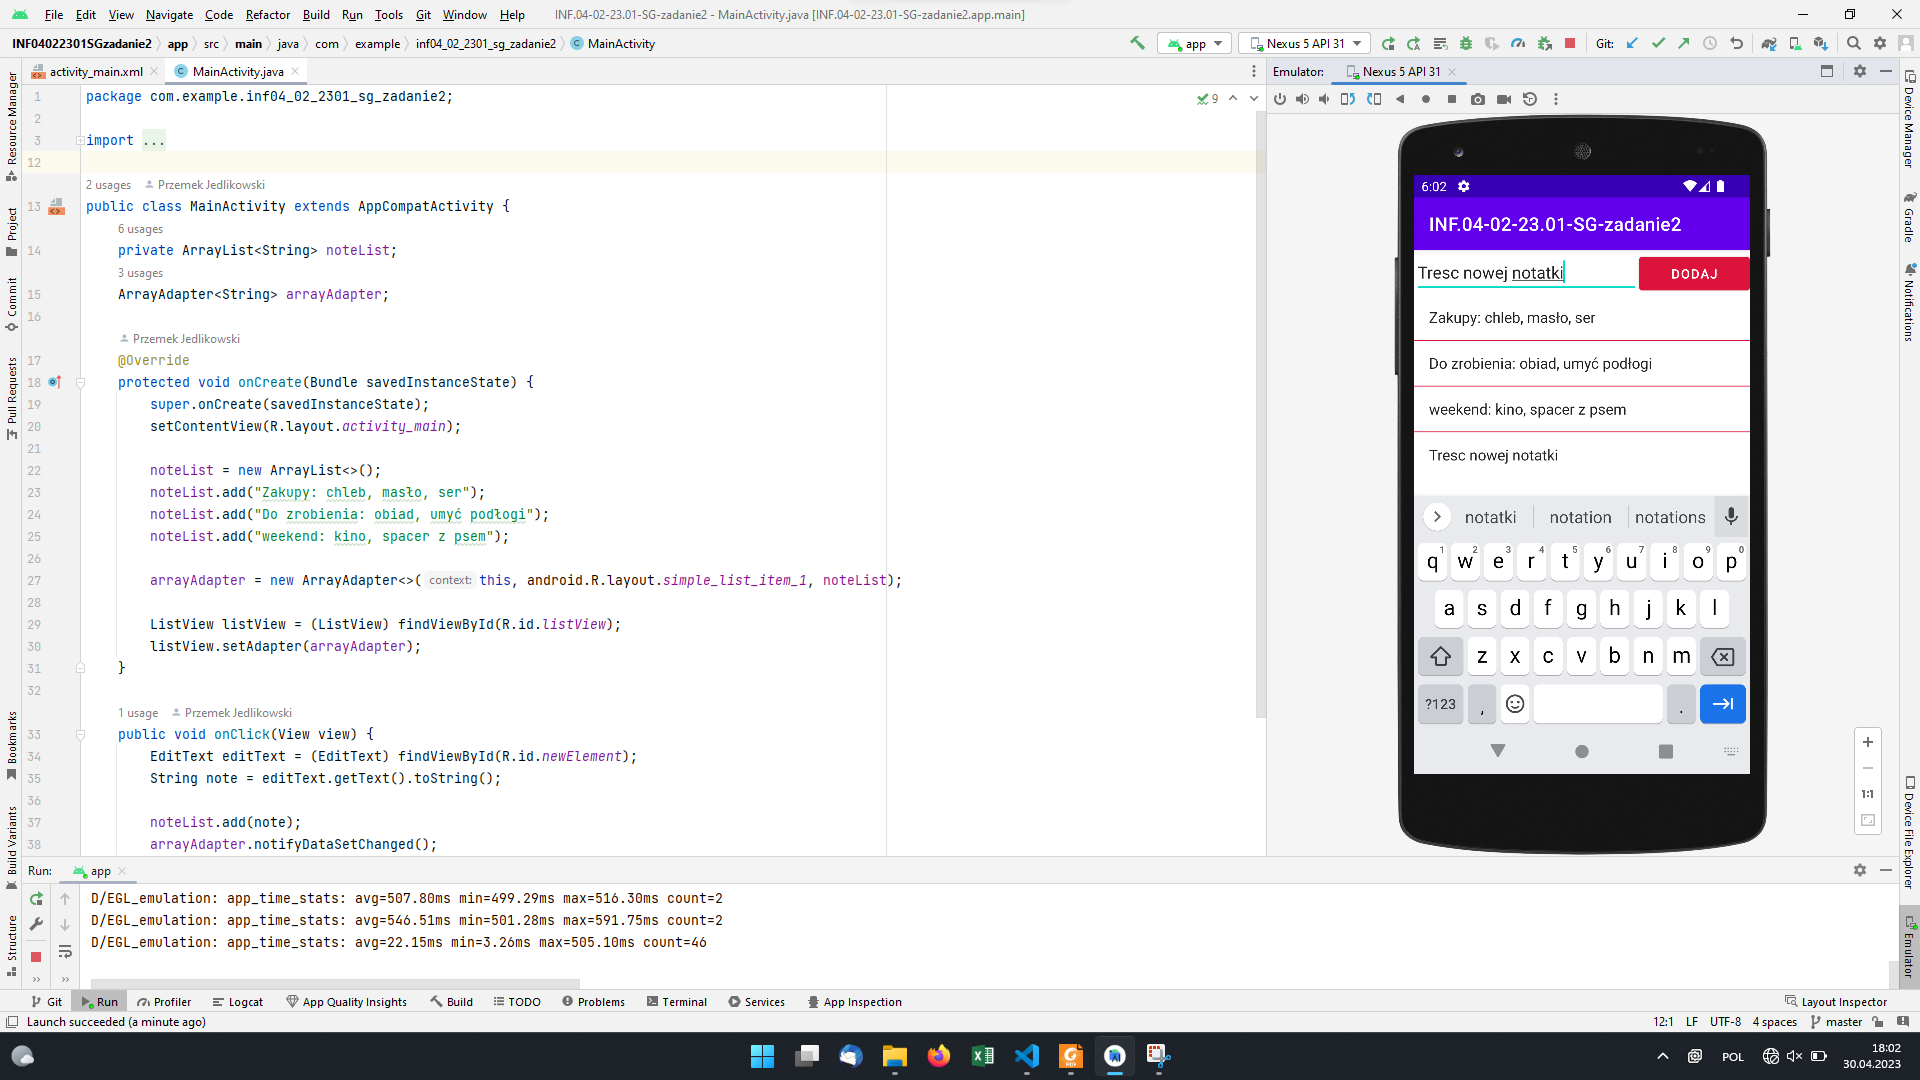 File Edit View Navigate Code Refactor Build Run Tools Git Window Help INF.04-02-23.01-SG-zadanie2 - MainActivity.java [INF.04-02-23.01-SG-zadanie2.app.main]
INF04022301SGzadanie2 app src main java com example inf04_02_2301_sg_zadanie2 MainActivity app Nexus 5 API 31 Git:
activity_main.xml MainActivity.java Emulator: Nexus 5 API 31
1 package com.example.inf04_02_2301_sg_zadanie2; 9
2
3 import ...
12
2 usages Przemek Jedlikowski
13 public class MainActivity extends AppCompatActivity {
6 usages
14 private ArrayList<String> noteList;
3 usages
15 ArrayAdapter<String> arrayAdapter;
16
Przemek Jedlikowski
17 @Override
18 protected void onCreate(Bundle savedInstanceState) {
19 super.onCreate(savedInstanceState);
20 setContentView(R.layout.activity_main);
21
22 noteList = new ArrayList<>();
23 noteList.add("Zakupy: chleb, masło, ser");
24 noteList.add("Do zrobienia: obiad, umyć podłogi");
25 noteList.add("weekend: kino, spacer z psem");
26
27 arrayAdapter = new ArrayAdapter<>( context: this, android.R.layout.simple_list_item_1, noteList);
28
29 ListView listView = (ListView) findViewById(R.id.listView);
30 listView.setAdapter(arrayAdapter);
31 }
32
1 usage Przemek Jedlikowski
33 public void onClick(View view) {
34 EditText editText = (EditText) findViewById(R.id.newElement);
35 String note = editText.getText().toString();
36
37 noteList.add(note);
38 arrayAdapter.notifyDataSetChanged();
6:02
INF.04-02-23.01-SG-zadanie2
Tresc nowej notatki DODAJ
Zakupy: chleb, masło, ser
Do zrobienia: obiad, umyć podłogi
weekend: kino, spacer z psem
Tresc nowej notatki
notatki notation notations
q1 w2 e3 r4 t5 y6 u7 i8 o9 p0
a s d f g h j k l
z x c v b n m
?123 , .
1:1
Resource Manager
Project
Commit
Pull Requests
Bookmarks
Build Variants
Structure
Device Manager
Gradle
Notifications
Device File Explorer
Emulator
Run: app
D/EGL_emulation: app_time_stats: avg=507.80ms min=499.29ms max=516.30ms count=2
D/EGL_emulation: app_time_stats: avg=546.51ms min=501.28ms max=591.75ms count=2
D/EGL_emulation: app_time_stats: avg=22.15ms min=3.26ms max=505.10ms count=46
Git Run Profiler Logcat App Quality Insights Build TODO Problems Terminal Services App Inspection Layout Inspector
Launch succeeded (a minute ago) 12:1 LF UTF-8 4 spaces master
POL 18:02
30.04.2023